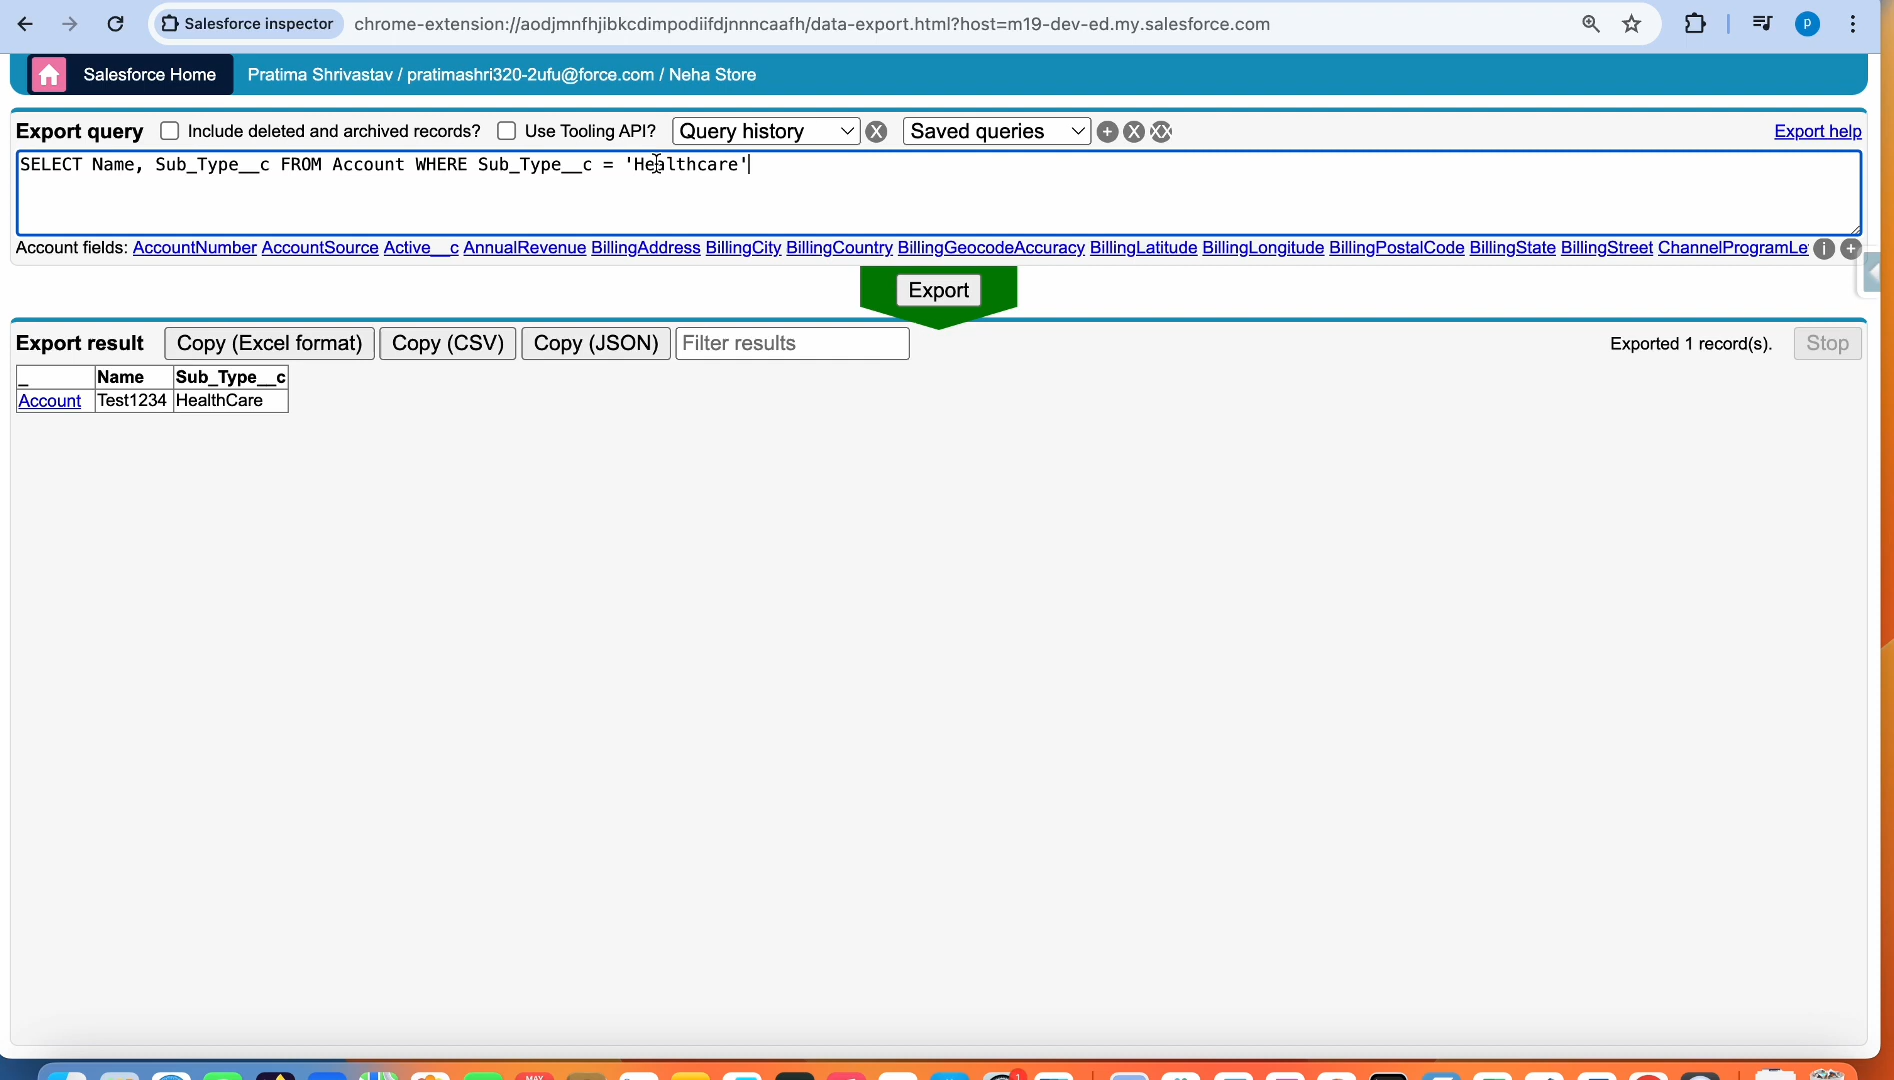 Salesforce inspector chrome-extension://aodjmnfhjibkcdimpodiifdjnnncaafh/data-export.html?host=m19-dev-ed.my.salesforce.com p
Salesforce Home Pratima Shrivastav / pratimashri320-2ufu@force.com / Neha Store
Export query Include deleted and archived records? Use Tooling API? Query history X Saved queries + X XX Export help
SELECT Name, Sub_Type__c FROM Account WHERE Sub_Type__c = 'Healthcare'
Account fields: AccountNumber AccountSource Active__c AnnualRevenue BillingAddress BillingCity BillingCountry BillingGeocodeAccuracy BillingLatitude BillingLongitude BillingPostalCode BillingState BillingStreet ChannelProgramLe i +
Export
Export result Copy (Excel format) Copy (CSV) Copy (JSON) Filter results Exported 1 record(s). Stop
_ Name Sub_Type__c
Account Test1234 HealthCare
MAY 1